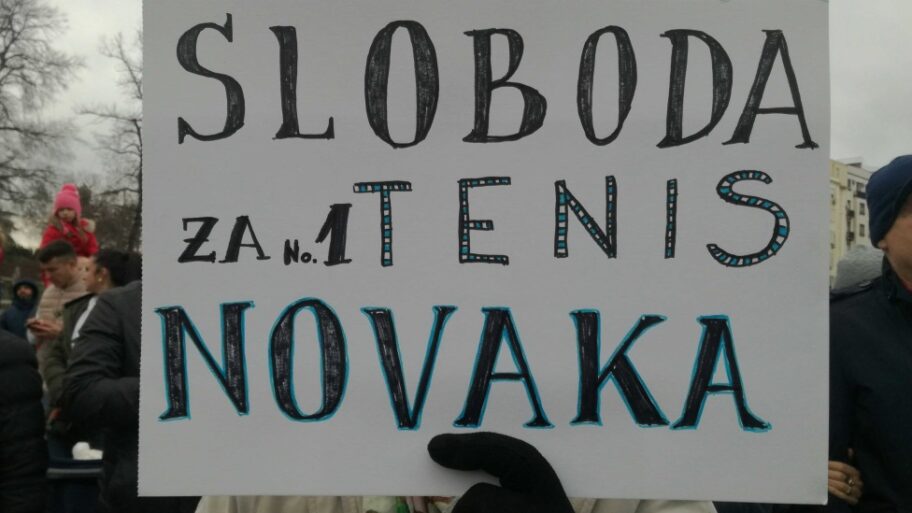 SLOBODA
ZA No.1 TENIS
NOVAKA